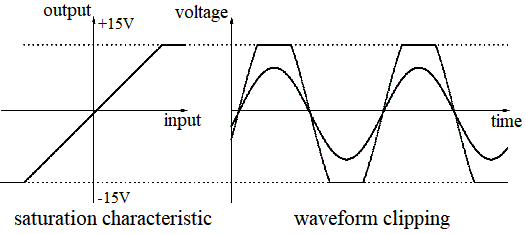 output
+15V
voltage
input
time
-15V
saturation characteristic
waveform clipping